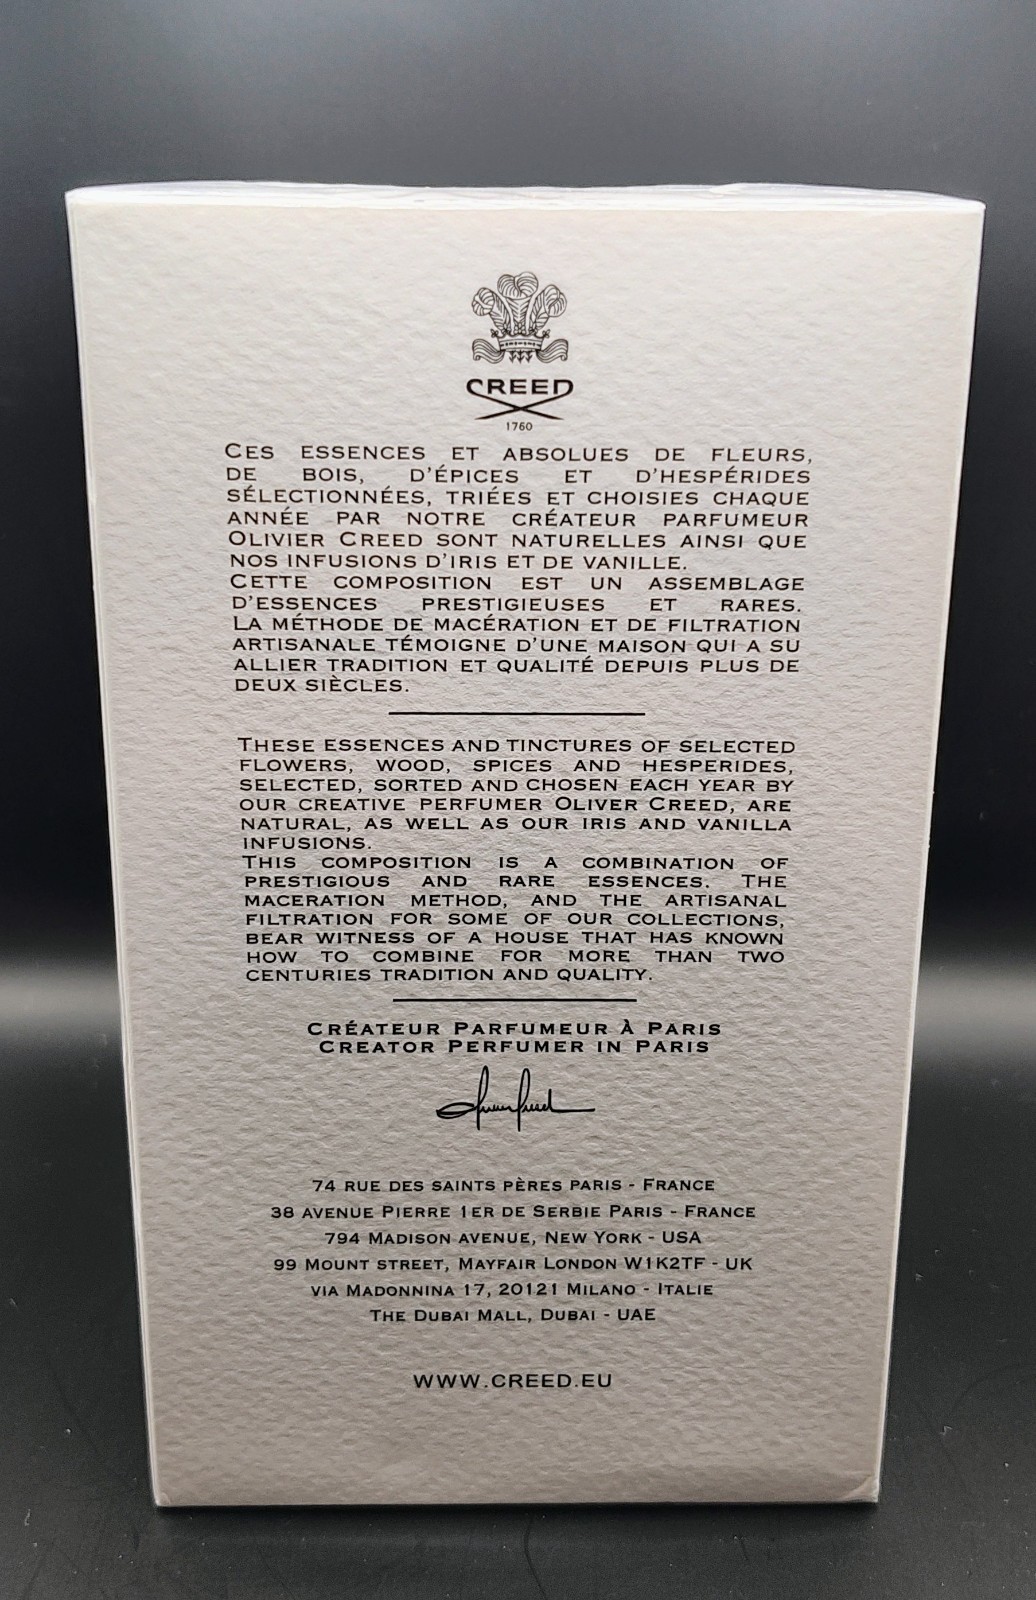 CREED
1760
CES ESSENCES ET ABSOLUES DE FLEURS,
DE BOIS, D'ÉPICES ET D'HESPÉRIDES
SÉLECTIONNÉES, TRIÉES ET CHOISIES CHAQUE
ANNÉE PAR NOTRE CRÉATEUR PARFUMEUR
OLIVIER CREED SONT NATURELLES AINSI QUE
NOS INFUSIONS D'IRIS ET DE VANILLE.
CETTE COMPOSITION EST UN ASSEMBLAGE
D'ESSENCES PRESTIGIEUSES ET RARES.
LA MÉTHODE DE MACÉRATION ET DE FILTRATION
ARTISANALE TÉMOIGNE D'UNE MAISON QUI A SU
ALLIER TRADITION ET QUALITÉ DEPUIS PLUS DE
DEUX SIÈCLES.
THESE ESSENCES AND TINCTURES OF SELECTED
FLOWERS, WOOD, SPICES AND HESPERIDES,
SELECTED, SORTED AND CHOSEN EACH YEAR BY
OUR CREATIVE PERFUMER OLIVER CREED, ARE
NATURAL, AS WELL AS OUR IRIS AND VANILLA
INFUSIONS.
THIS COMPOSITION IS A COMBINATION OF
PRESTIGIOUS AND RARE ESSENCES. THE
MACERATION METHOD, AND THE ARTISANAL
FILTRATION FOR SOME OF OUR COLLECTIONS,
BEAR WITNESS OF A HOUSE THAT HAS KNOWN
HOW TO COMBINE FOR MORE THAN TWO
CENTURIES TRADITION AND QUALITY.
CRÉATEUR PARFUMEUR À PARIS
CREATOR PERFUMER IN PARIS
74 RUE DES SAINTS PÈRES PARIS - FRANCE
38 AVENUE PIERRE 1ER DE SERBIE PARIS - FRANCE
794 MADISON AVENUE, NEW YORK - USA
99 MOUNT STREET, MAYFAIR LONDON W1K2TF - UK
VIA MADONNINA 17, 20121 MILANO - ITALIE
THE DUBAI MALL, DUBAI - UAE
WWW.CREED.EU